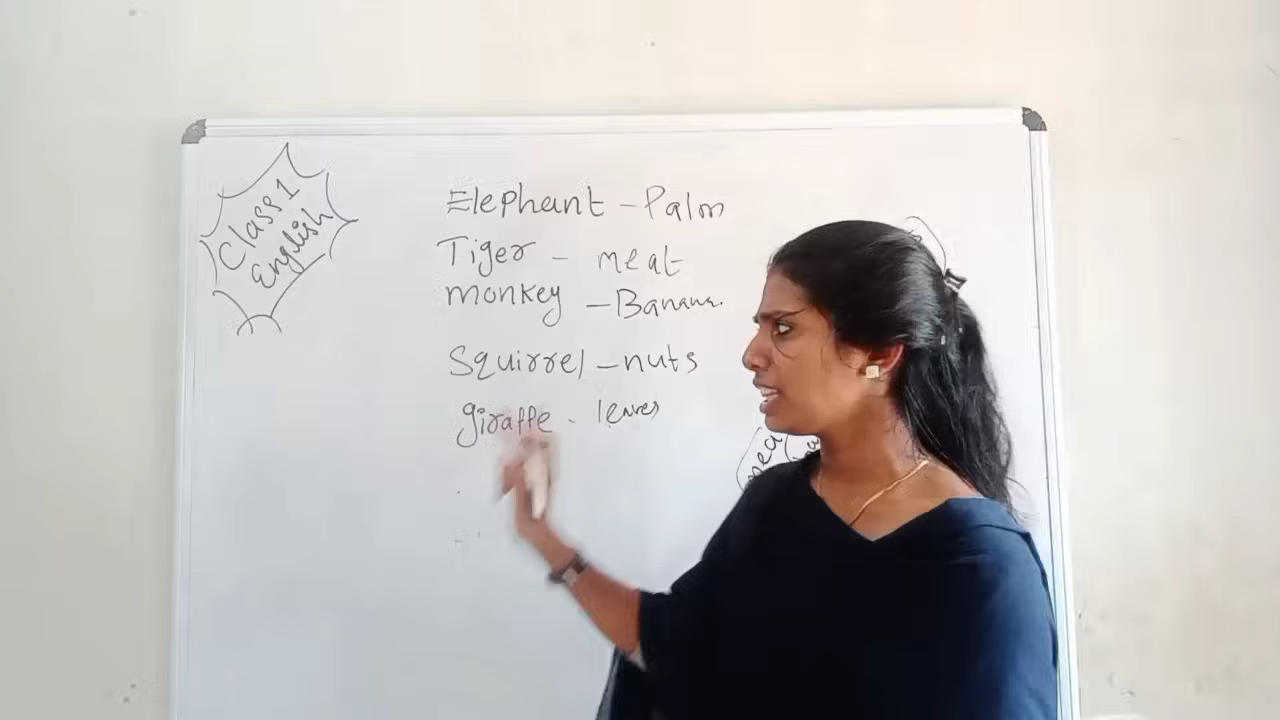 Class 1
English
Elephant - Palm
Tiger - meat
monkey - Banana.
Squirrel - nuts
giraffe - leaves